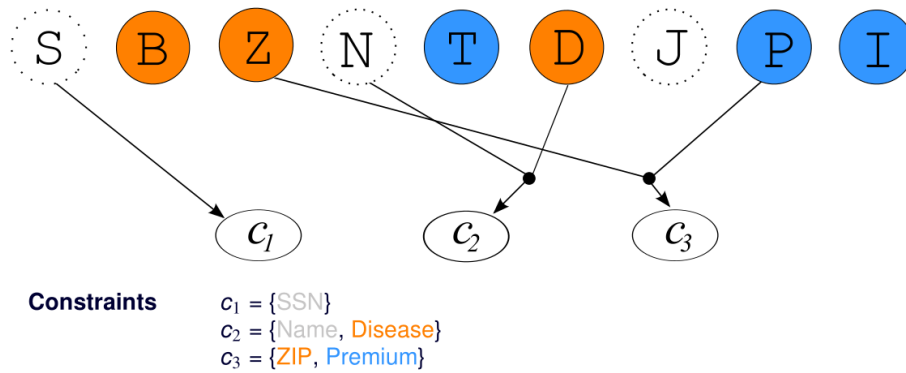 S B Z N T D J P I
c1 c2 c3
Constraints c1 = {SSN}
c2 = {Name, Disease}
c3 = {ZIP, Premium}